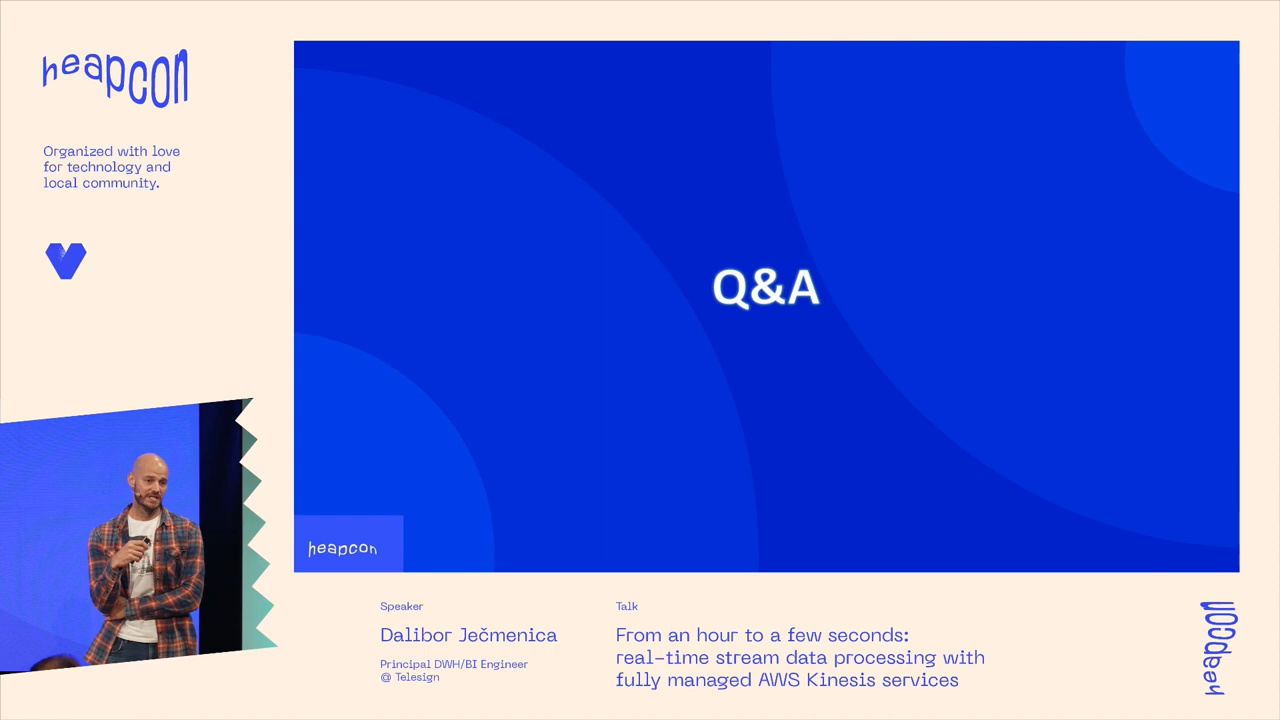 heapcon
Organized with love
for technology and
local community.
Q&A
heapcon
Speaker
Dalibor Ječmenica
Principal DWH/BI Engineer
@ Telesign
Talk
From an hour to a few seconds:
real-time stream data processing with
fully managed AWS Kinesis services
heapcon